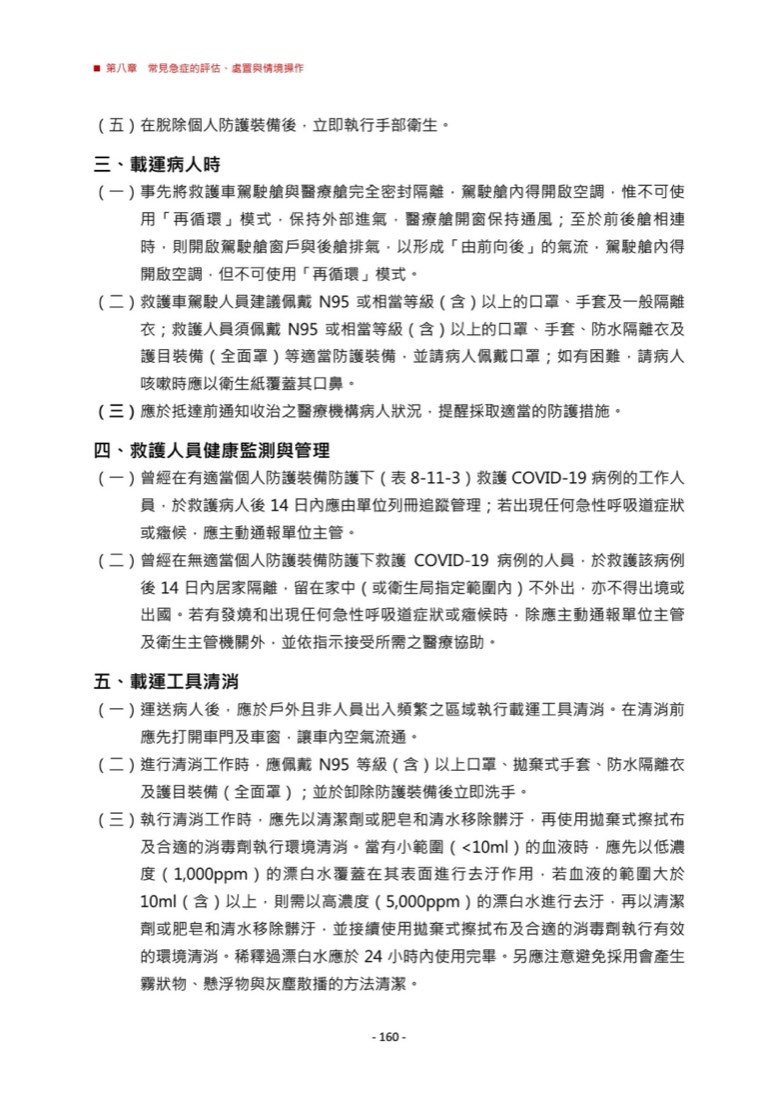 ■ 第八章　常見急症的評估、處置與情境操作
（五）在脫除個人防護裝備後，立即執行手部衛生。
三、載運病人時
（一）事先將救護車駕駛艙與醫療艙完全密封隔離，駕駛艙內得開啟空調，惟不可使
用「再循環」模式，保持外部進氣，醫療艙開窗保持通風；至於前後艙相連
時，則開啟駕駛艙窗戶與後艙排氣，以形成「由前向後」的氣流，駕駛艙內得
開啟空調，但不可使用「再循環」模式。
（二）救護車駕駛人員建議佩戴 N95 或相當等級（含）以上的口罩、手套及一般隔離
衣；救護人員須佩戴 N95 或相當等級（含）以上的口罩、手套、防水隔離衣及
護目裝備（全面罩）等適當防護裝備，並請病人佩戴口罩；如有困難，請病人
咳嗽時應以衛生紙覆蓋其口鼻。
（三）應於抵達前通知收治之醫療機構病人狀況，提醒採取適當的防護措施。
四、救護人員健康監測與管理
（一）曾經在有適當個人防護裝備防護下（表 8-11-3）救護 COVID-19 病例的工作人
員，於救護病人後 14 日內應由單位列冊追蹤管理；若出現任何急性呼吸道症狀
或癥候，應主動通報單位主管。
（二）曾經在無適當個人防護裝備防護下救護 COVID-19 病例的人員，於救護該病例
後 14 日內居家隔離，留在家中（或衛生局指定範圍內）不外出，亦不得出境或
出國。若有發燒和出現任何急性呼吸道症狀或癥候時，除應主動通報單位主管
及衛生主管機關外，並依指示接受所需之醫療協助。
五、載運工具清消
（一）運送病人後，應於戶外且非人員出入頻繁之區域執行載運工具清消。在清消前
應先打開車門及車窗，讓車內空氣流通。
（二）進行清消工作時，應佩戴 N95 等級（含）以上口罩、拋棄式手套、防水隔離衣
及護目裝備（全面罩）；並於卸除防護裝備後立即洗手。
（三）執行清消工作時，應先以清潔劑或肥皂和清水移除髒汙，再使用拋棄式擦拭布
及合適的消毒劑執行環境清消。當有小範圍（<10ml）的血液時，應先以低濃
度（1,000ppm）的漂白水覆蓋在其表面進行去汙作用，若血液的範圍大於
10ml（含）以上，則需以高濃度（5,000ppm）的漂白水進行去汙，再以清潔
劑或肥皂和清水移除髒汙，並接續使用拋棄式擦拭布及合適的消毒劑執行有效
的環境清消。稀釋過漂白水應於 24 小時內使用完畢。另應注意避免採用會產生
霧狀物、懸浮物與灰塵散播的方法清潔。
- 160 -